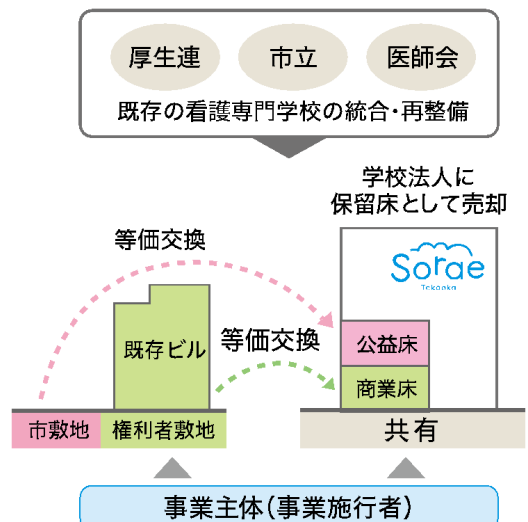 厚生連
市立
医師会
既存の看護専門学校の統合・再整備
学校法人に
保留床として売却
等価交換
Sorae
Takaoka
既存ビル
等価交換
公益床
商業床
市敷地
権利者敷地
共有
事業主体(事業施行者)